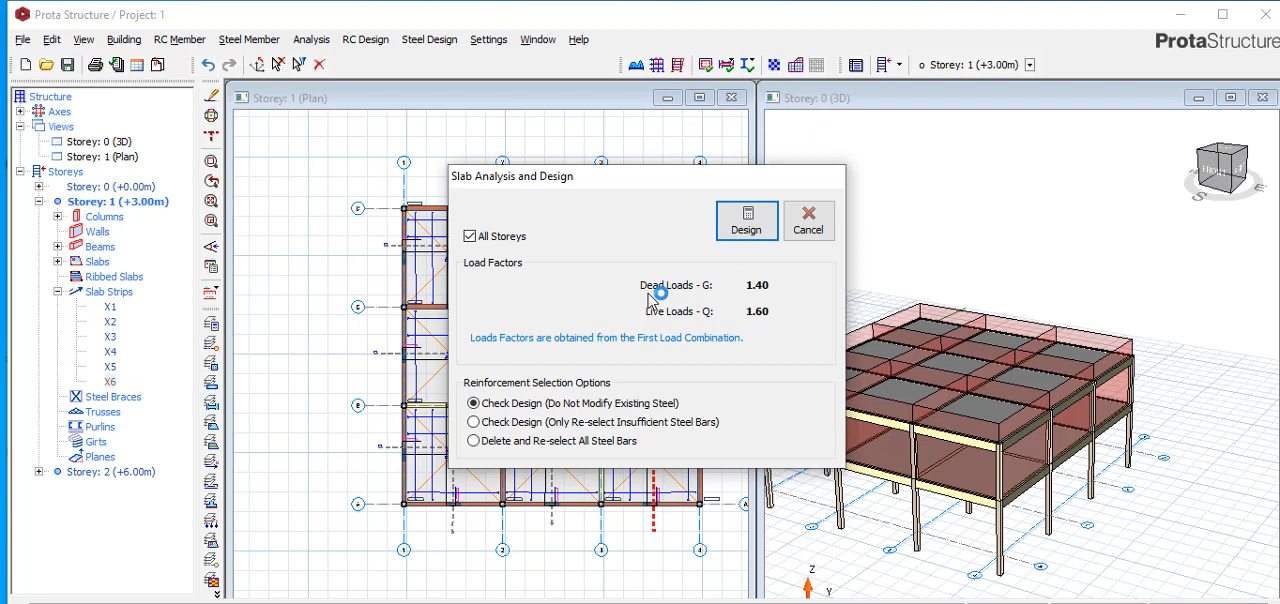 Prota Structure / Project: 1
File Edit View Building RC Member Steel Member Analysis RC Design Steel Design Settings Window Help
ProtaStructure
Storey: 1 (+3.00m)
Structure
Axes
Views
Storey: 0 (3D)
Storey: 1 (Plan)
Storeys
Storey: 0 (+0.00m)
Storey: 1 (+3.00m)
Columns
Walls
Beams
Slabs
Ribbed Slabs
Slab Strips
X1
X2
X3
X4
X5
X6
Steel Braces
Trusses
Purlins
Girts
Planes
Storey: 2 (+6.00m)
Storey: 1 (Plan)
1
1
2
3
4
Slab Analysis and Design
All Storeys
Design
Cancel
Load Factors
Dead Loads - G: 1.40
Live Loads - Q: 1.60
Loads Factors are obtained from the First Load Combination.
Reinforcement Selection Options
Check Design (Do Not Modify Existing Steel)
Check Design (Only Re-select Insufficient Steel Bars)
Delete and Re-select All Steel Bars
Storey: 0 (3D)
FRONT
S
E
Z
Y